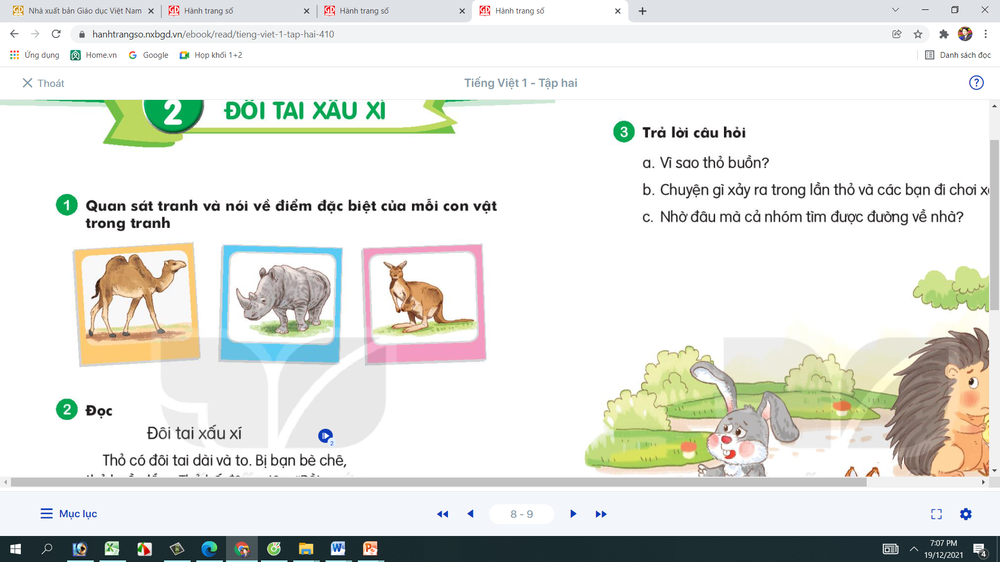 Nhà xuất bản Giáo dục Việt Nam
Hành trang số
Hành trang số
Hành trang số
hanhtrangso.nxbgd.vn/ebook/read/tieng-viet-1-tap-hai-410
Ứng dụng
Home.vn
Google
Họp khối 1+2
Danh sách đọc
Thoát
Tiếng Việt 1 - Tập hai
?
2 ĐÔI TAI XẤU XÍ
1 Quan sát tranh và nói về điểm đặc biệt của mỗi con vật
trong tranh
2 Đọc
Đôi tai xấu xí
2
Thỏ có đôi tai dài và to. Bị bạn bè chê,
3 Trả lời câu hỏi
a. Vì sao thỏ buồn?
b. Chuyện gì xảy ra trong lần thỏ và các bạn đi chơi
c. Nhờ đâu mà cả nhóm tìm được đường về nhà?
Mục lục
8 - 9
7:07 PM
19/12/2021
4